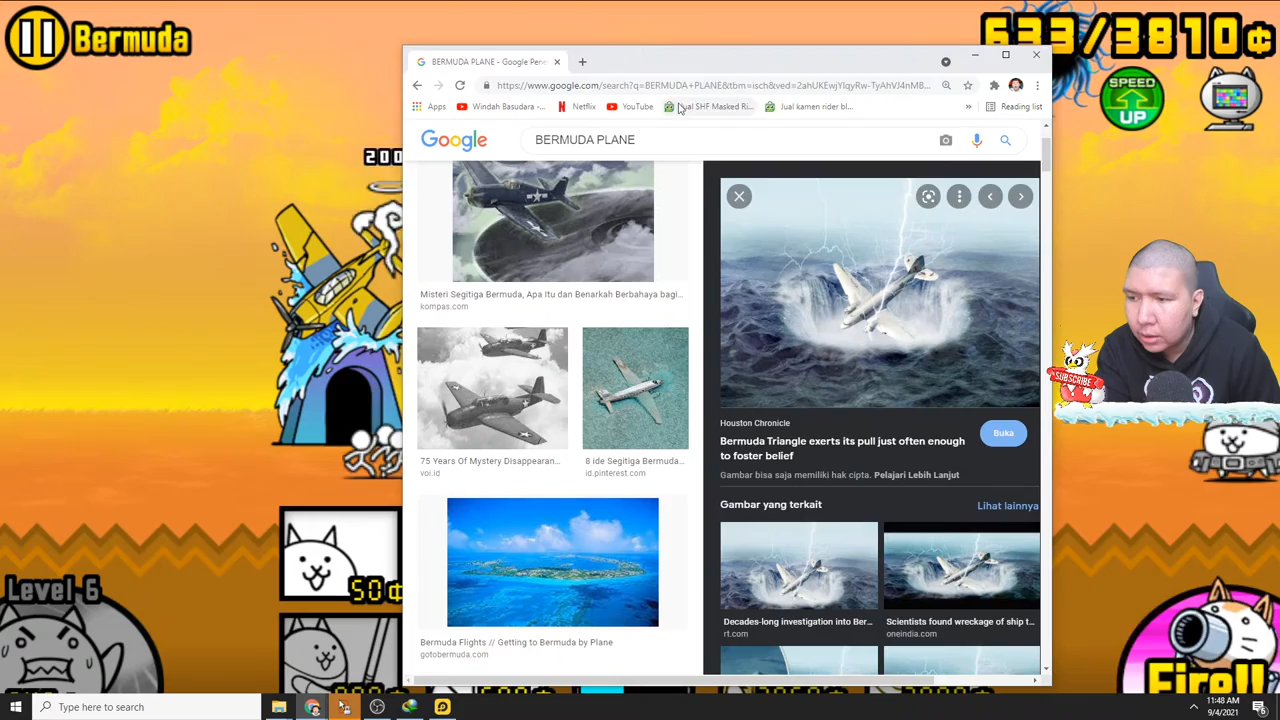 Bermuda
633/3810¢
SPEED UP
200
BERMUDA PLANE - Google Pene
https://www.google.com/search?q=BERMUDA+PLANE&tbm=isch&ved=2ahUKEwjYlqyRw-TyAhVJ4nMB...
Apps
Windah Basudara -...
Netflix
YouTube
Jual SHF Masked Ri...
Jual kamen rider bl...
»
Reading list
Google
BERMUDA PLANE
Misteri Segitiga Bermuda, Apa Itu dan Benarkah Berbahaya bagi...
kompas.com
75 Years Of Mystery Disappearan...
voi.id
8 ide Segitiga Bermuda...
id.pinterest.com
Bermuda Flights // Getting to Bermuda by Plane
gotobermuda.com
Houston Chronicle
Bermuda Triangle exerts its pull just often enough
to foster belief
Buka
Gambar bisa saja memiliki hak cipta. Pelajari Lebih Lanjut
Gambar yang terkait
Lihat lainnya
Decades-long investigation into Ber...
rt.com
Scientists found wreckage of ship t...
oneindia.com
SUBSCRIBE
Level 6
50¢
Fire!!
Type here to search
11:48 AM
9/4/2021
6